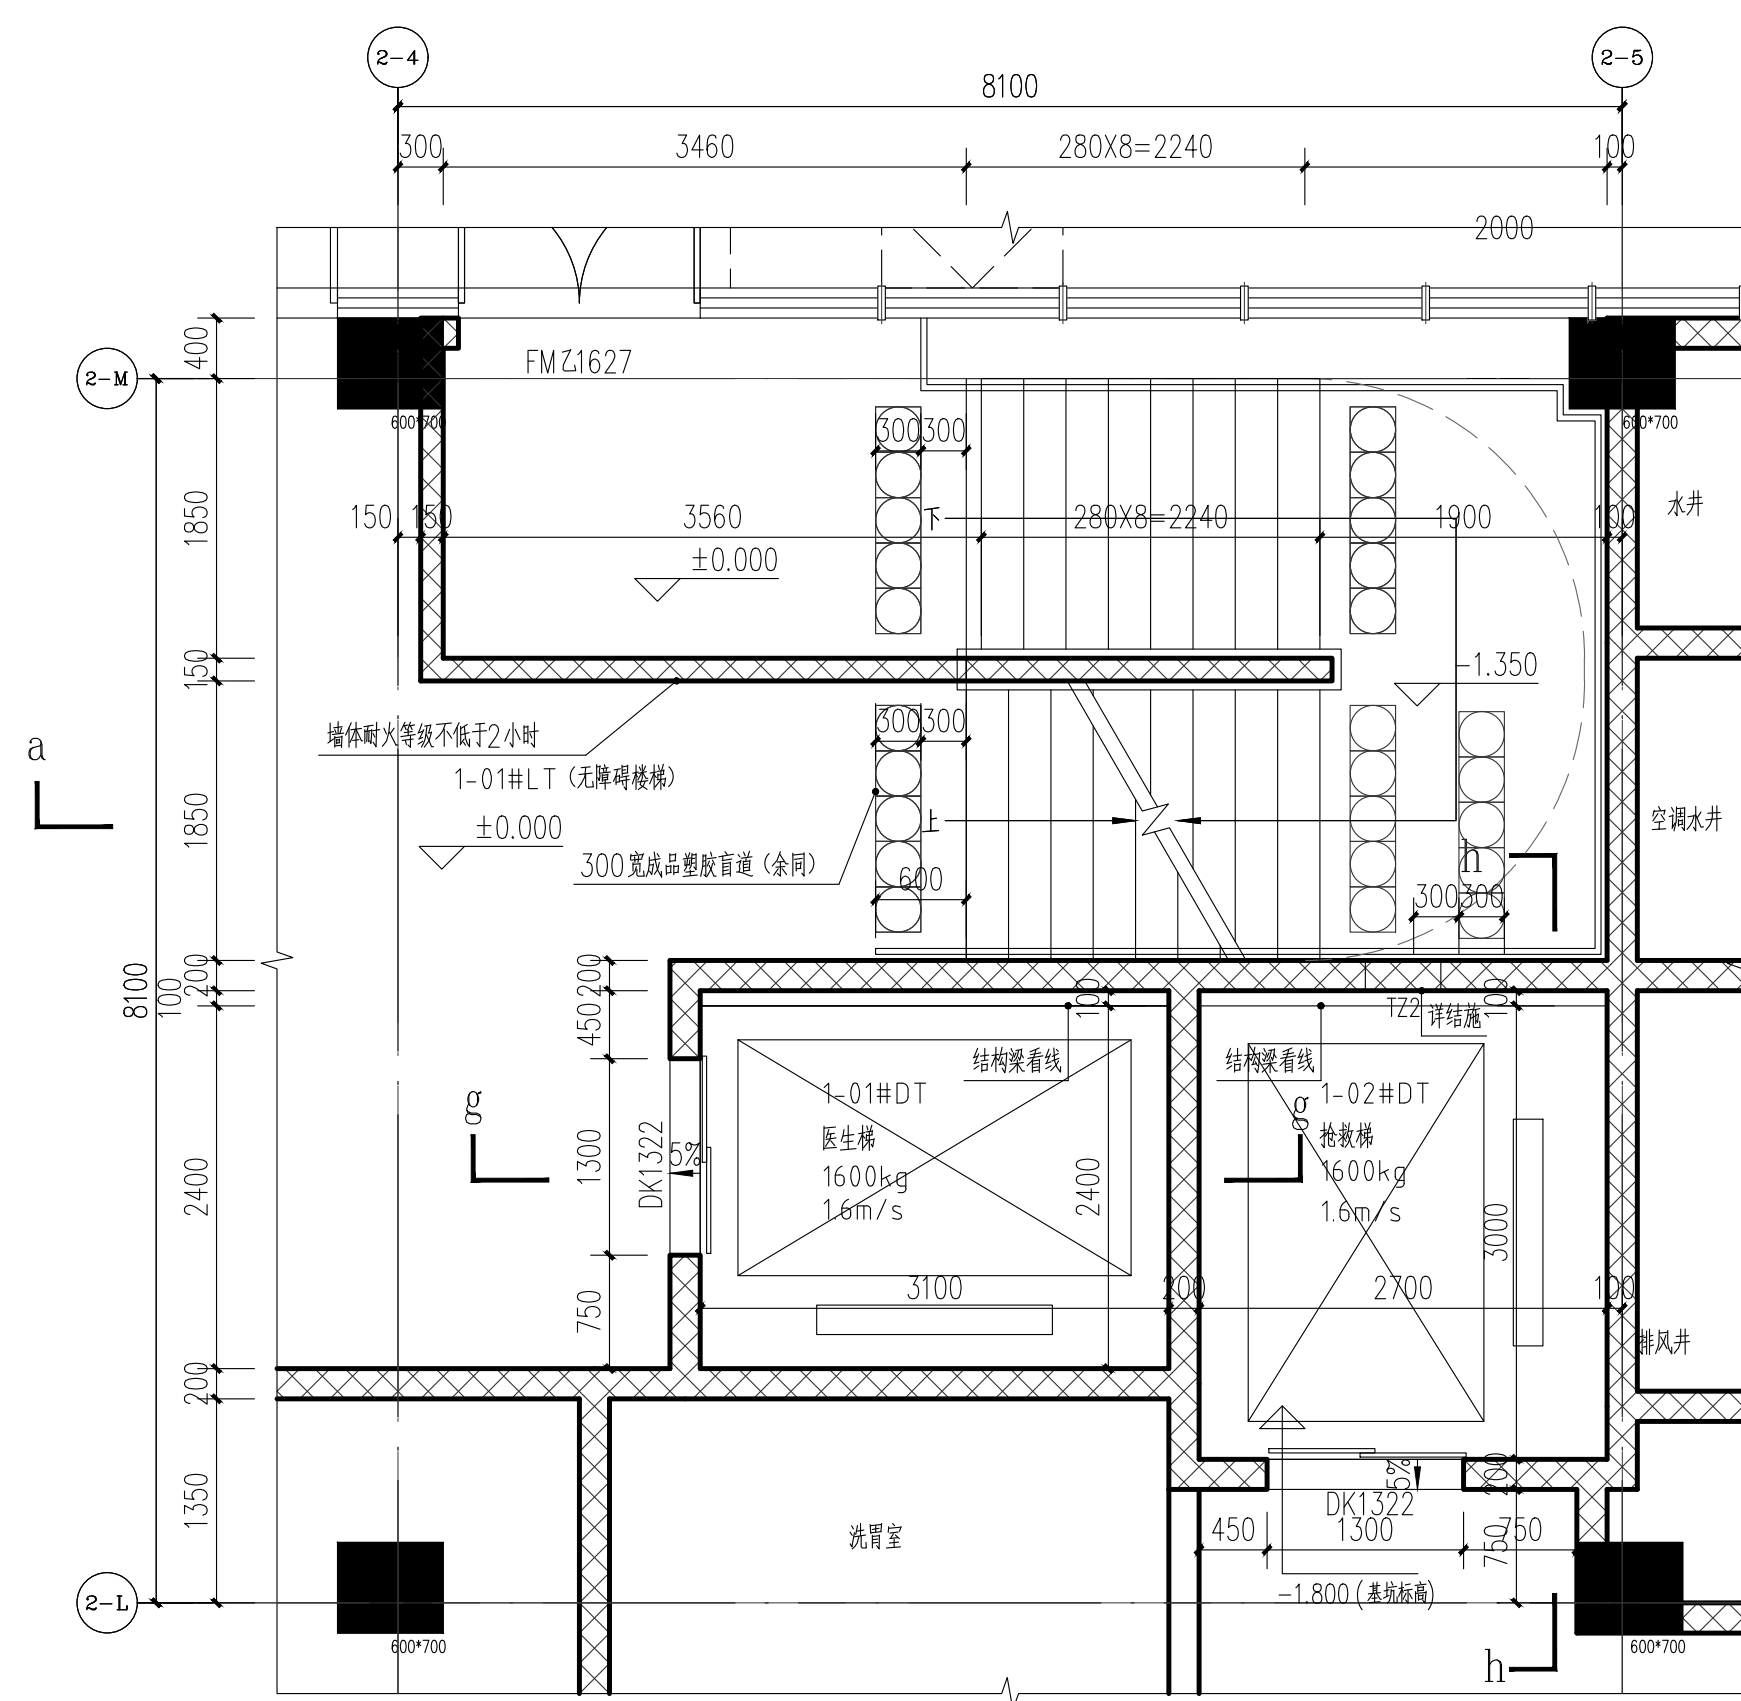 2-4
2-5
8100
300
3460
280X8=2240
100
2000
400
FM乙1627
2-M
600*700
600*700
300
300
1850
水井
150
150
3560
下
280X8=2240
1900
100
±0.000
150
-1.350
墙体耐火等级不低于2小时
300
300
a
1-01#LT（无障碍楼梯）
±0.000
1850
上
空调水井
300宽成品塑胶盲道（余同）
600
h
300
300
8100
100
200
200
450
100
TZ2
详结施
100
结构梁看线
结构梁看线
g
1-01#DT
g
1-02#DT
医生梯
抢救梯
1300
DK1322
5%
1600kg
1600kg
2400
2400
1.6m/s
1.6m/s
3000
750
3100
200
2700
100
排风井
200
1350
5%
200
DK1322
洗胃室
450
1300
750
750
-1.800（基坑标高）
2-L
600*700
600*700
h